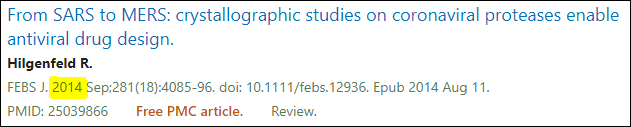 From SARS to MERS: crystallographic studies on coronaviral proteases enable
antiviral drug design.
Hilgenfeld R.
FEBS J. 2014 Sep;281(18):4085-96. doi: 10.1111/febs.12936. Epub 2014 Aug 11.
PMID: 25039866 Free PMC article. Review.